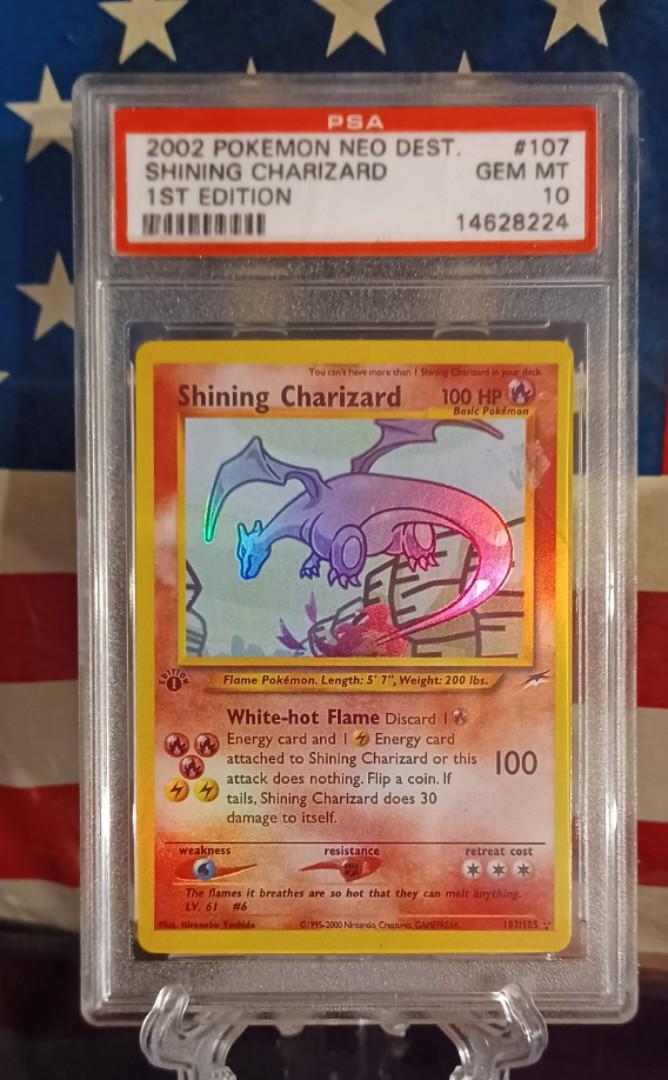 PSA
2002 POKEMON NEO DEST. #107
SHINING CHARIZARD GEM MT
1ST EDITION 10
14628224
You can't have more than 1 Shining Charizard in your deck.
Shining Charizard 100 HP
Basic Pokémon
EDITION
1
Flame Pokémon. Length: 5' 7", Weight: 200 lbs.
White-hot Flame Discard 1
Energy card and 1 Energy card
attached to Shining Charizard or this
attack does nothing. Flip a coin. If
tails, Shining Charizard does 30
damage to itself.
100
weakness resistance retreat cost
The flames it breathes are so hot that they can melt anything.
LV. 61 #6
Illus. Hironobu Yoshida ©1995-2000 Nintendo, Creatures, GAMEFREAK. 107/105